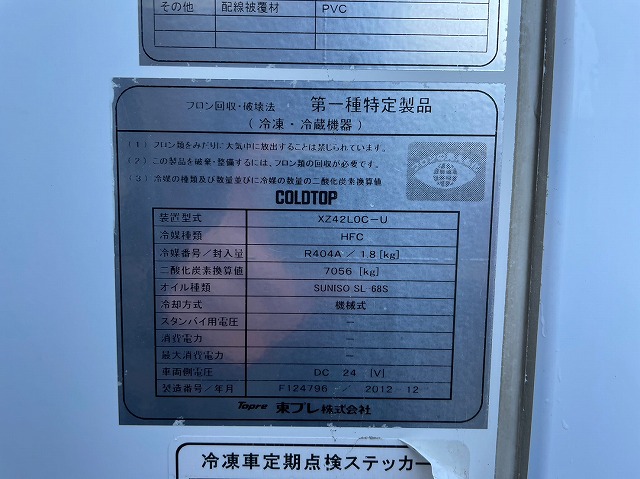 その他 配線被覆材 PVC
フロン回収・破壊法 第一種特定製品
(冷凍・冷蔵機器)
(1) フロン類をみだりに大気中に放出することは禁じられています。
(2) この製品を廃棄・整備するには、フロン類の回収が必要です。
(3) 冷媒の種類及び数量並びに冷媒の数量の二酸化炭素換算値
COLDTOP
装置型式 XZ42LOC-U
冷媒種類 HFC
冷媒番号/封入量 R404A / 1.8 [kg]
二酸化炭素換算値 7056 [kg]
オイル種類 SUNISO SL-68S
冷却方式 機械式
スタンバイ用電圧 —
消費電力 —
最大消費電力 —
車両側電圧 DC 24 [V]
製造番号/年月 F124796 / 2012 12
Topre 東プレ株式会社
冷凍車定期点検ステッカー